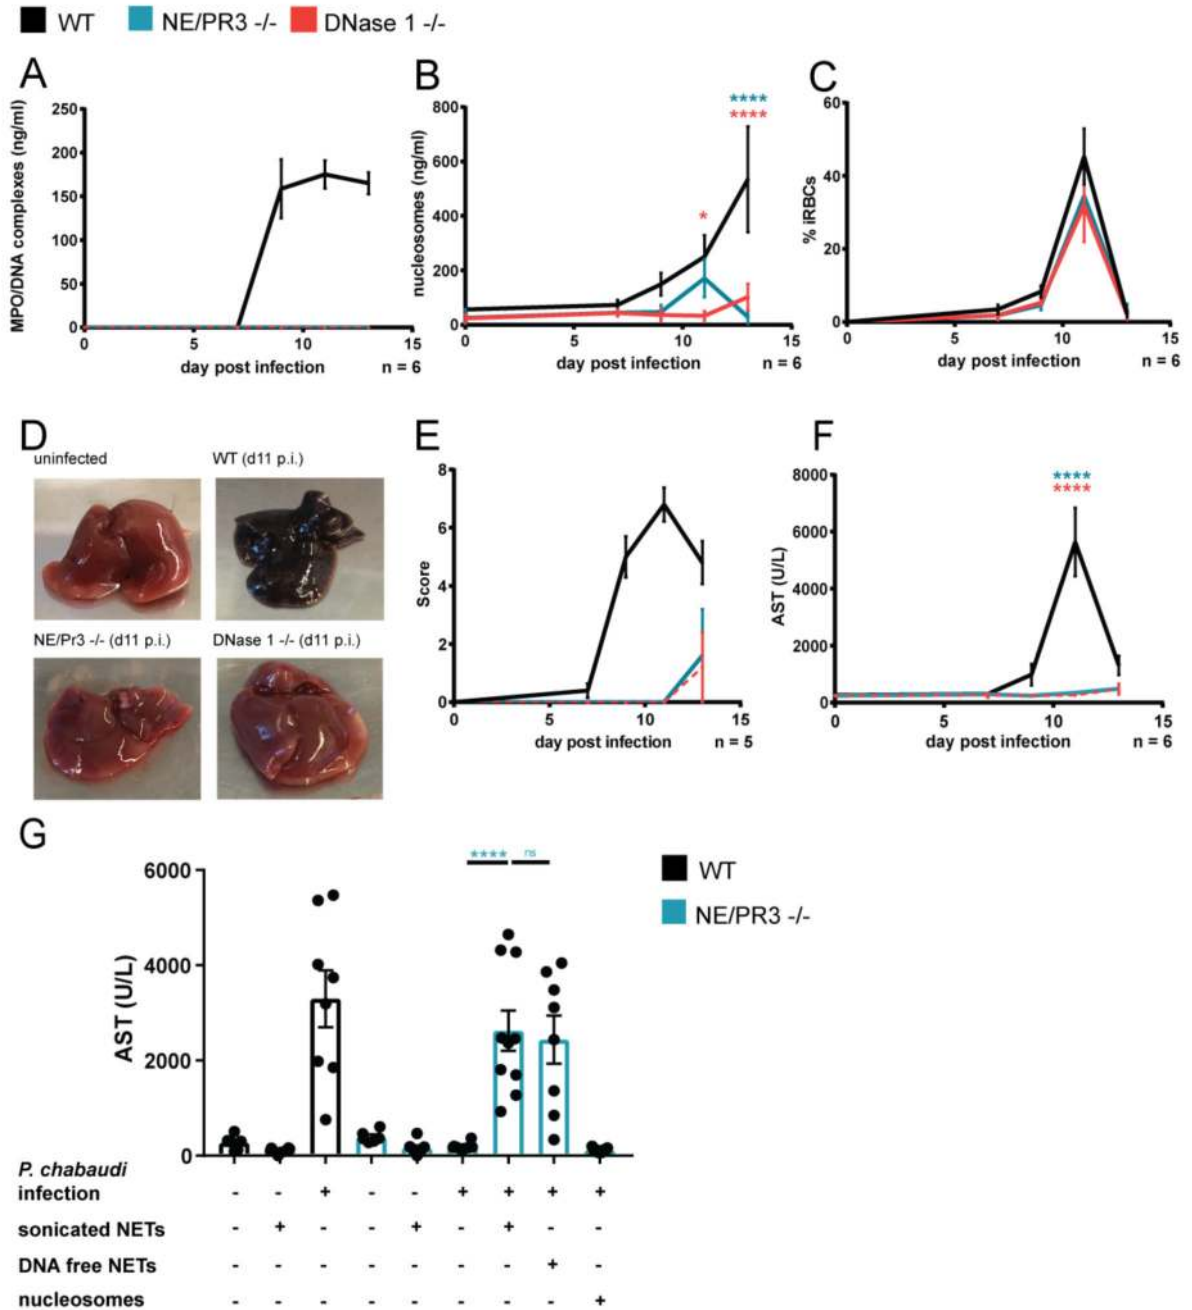 WT NE/PR3 -/- DNase 1 -/-
A
MPO/DNA complexes (ng/ml)
250
200
150
100
50
0
0 5 10 15
day post infection n = 6
B
nucleosomes (ng/ml)
800
600
400
200
0
****
****
*
0 5 10 15
day post infection n = 6
C
% iRBCs
60
40
20
0
0 5 10 15
day post infection n = 6
D
uninfected WT (d11 p.i.)
NE/Pr3 -/- (d11 p.i.) DNase 1 -/- (d11 p.i.)
E
Score
8
6
4
2
0
0 5 10 15
day post infection n = 5
F
AST (U/L)
8000
6000
4000
2000
0
****
****
0 5 10 15
day post infection n = 6
G
AST (U/L)
6000
4000
2000
0
**** ns
WT
NE/PR3 -/-
P. chabaudi
infection - - + - - + + + +
sonicated NETs - + - - + - + - -
DNA free NETs - - - - - - - + -
nucleosomes - - - - - - - - +